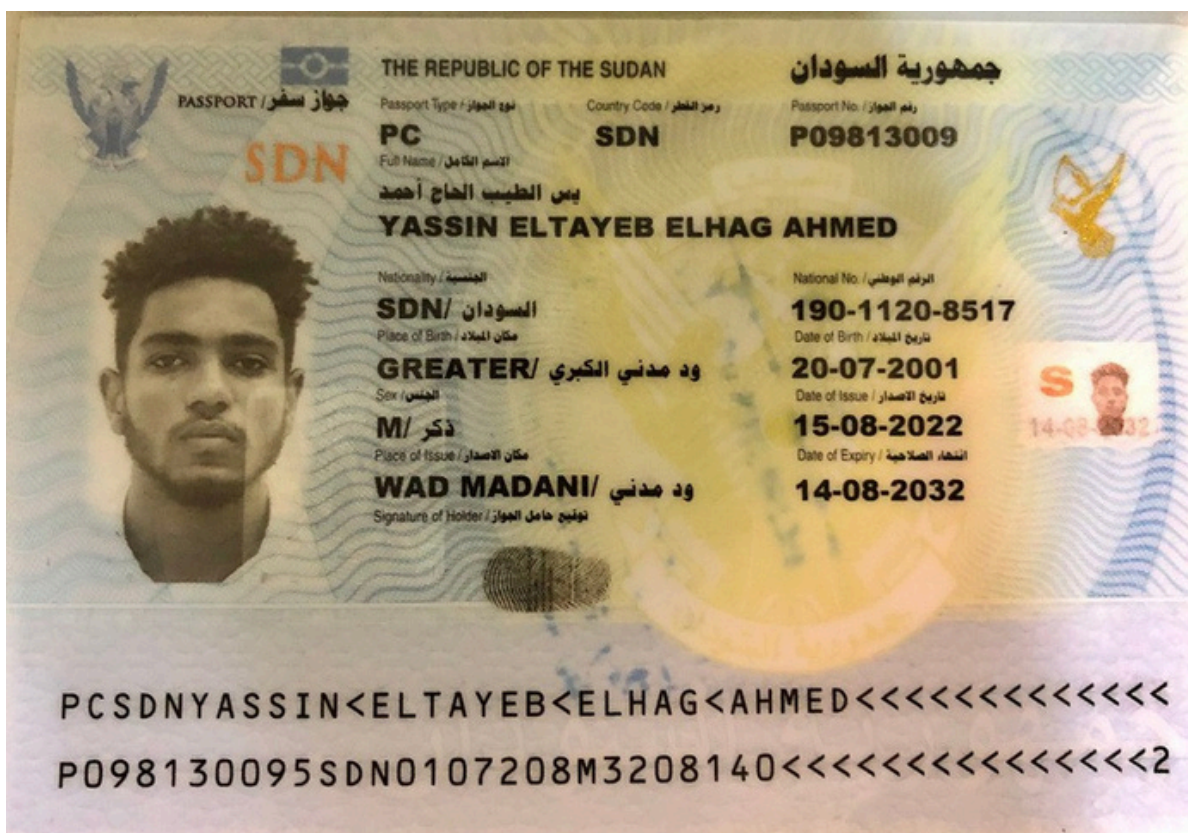 THE REPUBLIC OF THE SUDAN جمهورية السودان
PASSPORT / جواز سفر
Passport Type / نوع الجواز Country Code / رمز القطر Passport No. / رقم الجواز
PC SDN P09813009
SDN
Full Name / الاسم الكامل
يس الطيب الحاج أحمد
YASSIN ELTAYEB ELHAG AHMED
Nationality / الجنسية National No. / الرقم الوطني
SDN/ السودان 190-1120-8517
Place of Birth / مكان الميلاد Date of Birth / تاريخ الميلاد
GREATER/ ود مدني الكبري 20-07-2001
Sex / الجنس Date of Issue / تاريخ الاصدار
M/ ذكر 15-08-2022
S
14-08-2032
Place of Issue / مكان الاصدار Date of Expiry / انتهاء الصلاحية
WAD MADANI/ ود مدني 14-08-2032
Signature of Holder / توقيع حامل الجواز
PCSDNYASSIN<ELTAYEB<ELHAG<AHMED<<<<<<<<<<<<<
P098130095SDN0107208M3208140<<<<<<<<<<<<<<<2